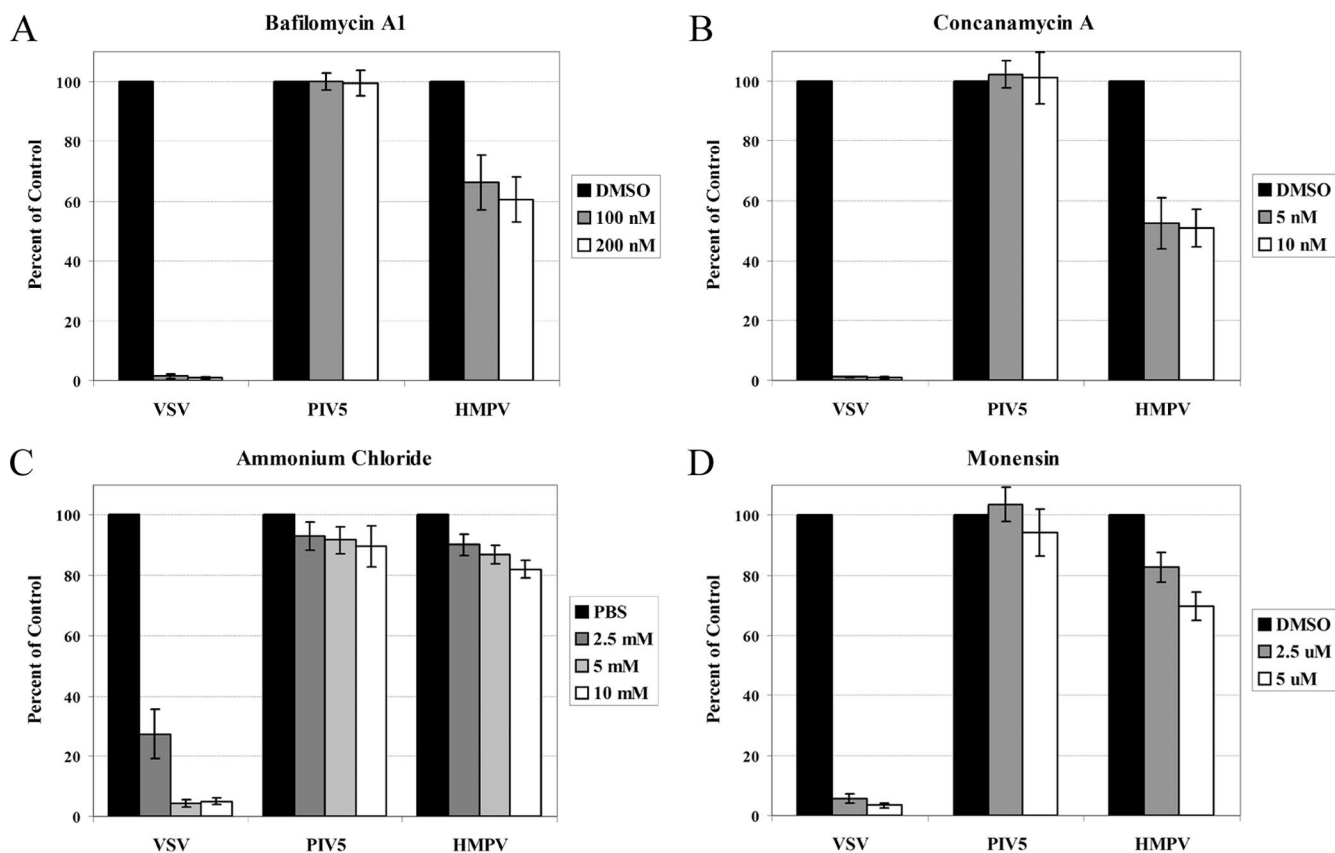 A
Bafilomycin A1
Percent of Control
100
80
60
40
20
0
VSV
PIV5
HMPV
DMSO
100 nM
200 nM
B
Concanamycin A
Percent of Control
100
80
60
40
20
0
VSV
PIV5
HMPV
DMSO
5 nM
10 nM
C
Ammonium Chloride
Percent of Control
100
80
60
40
20
0
VSV
PIV5
HMPV
PBS
2.5 mM
5 mM
10 mM
D
Monensin
Percent of Control
100
80
60
40
20
0
VSV
PIV5
HMPV
DMSO
2.5 uM
5 uM